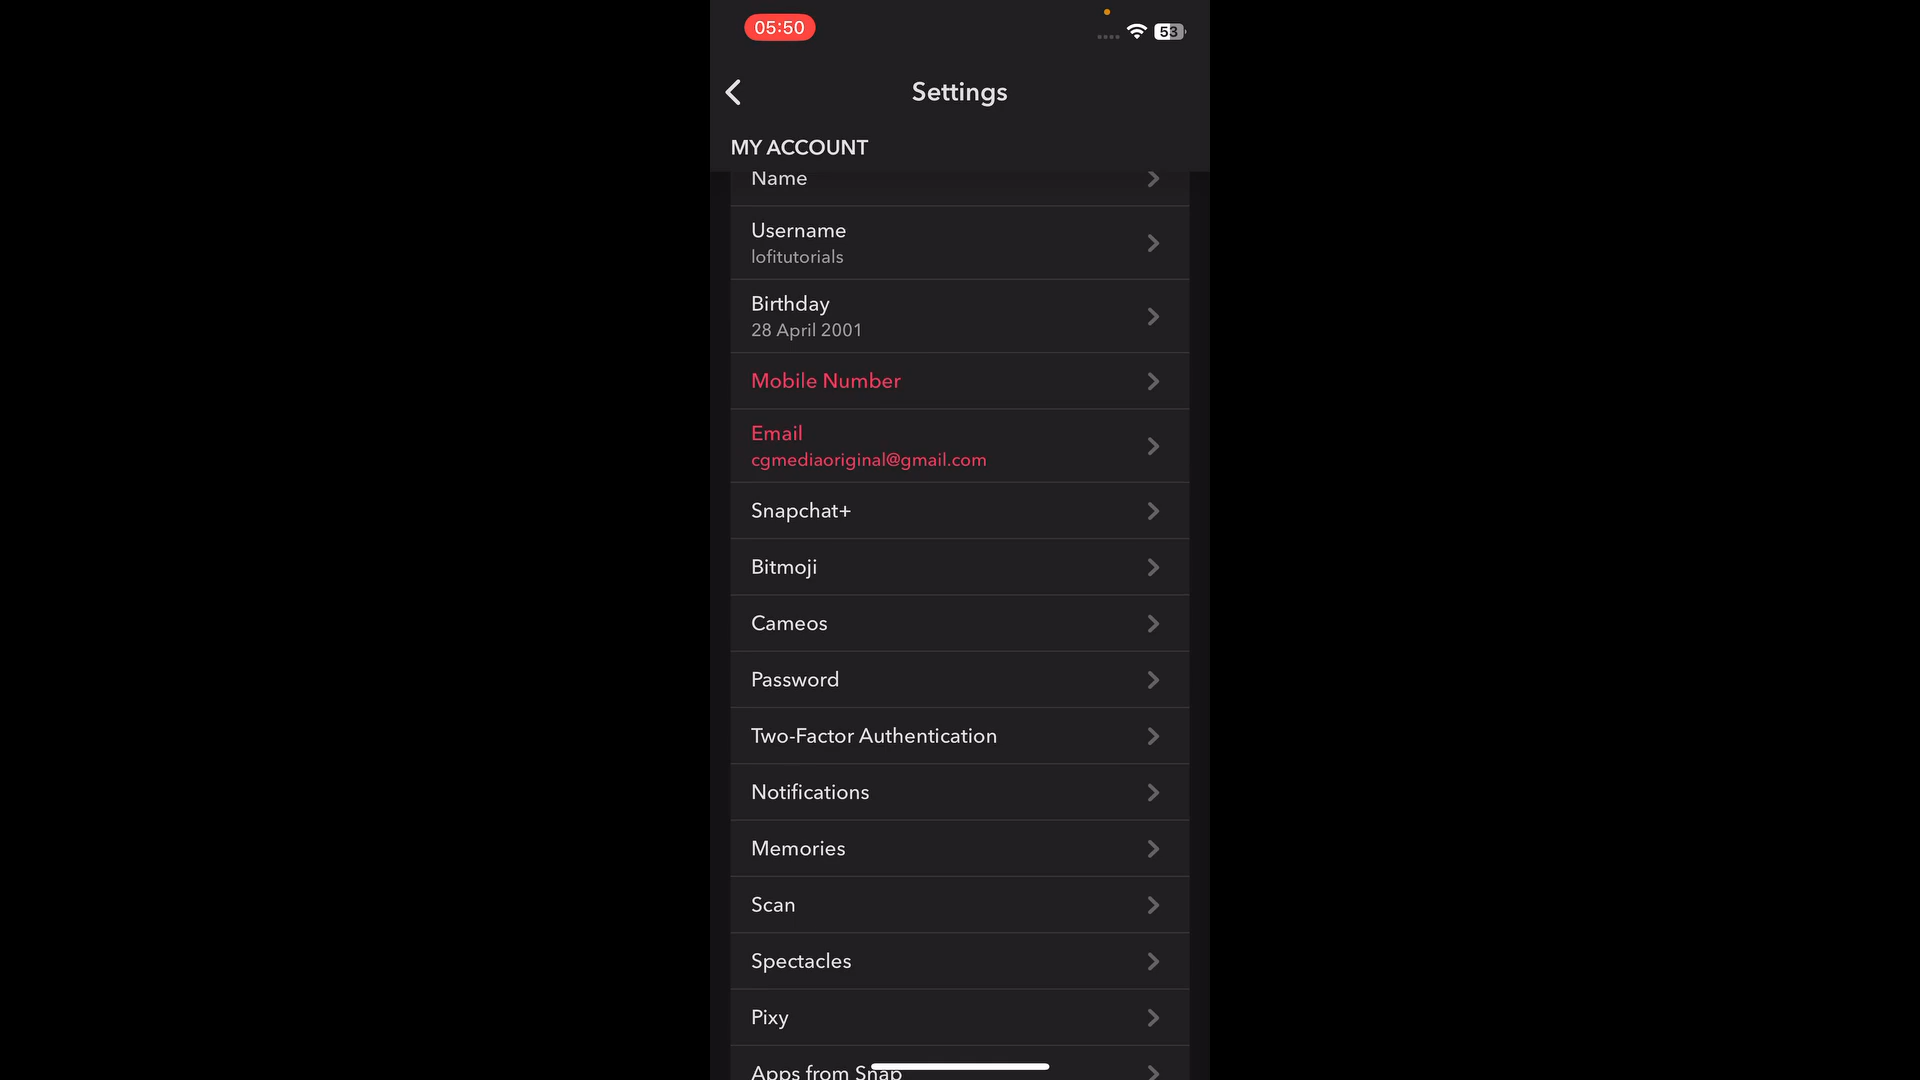 05:50
53
Settings
MY ACCOUNT
Name
Username
lofitutorials
Birthday
28 April 2001
Mobile Number
Email
cgmediaoriginal@gmail.com
Snapchat+
Bitmoji
Cameos
Password
Two-Factor Authentication
Notifications
Memories
Scan
Spectacles
Pixy
Apps from Snap